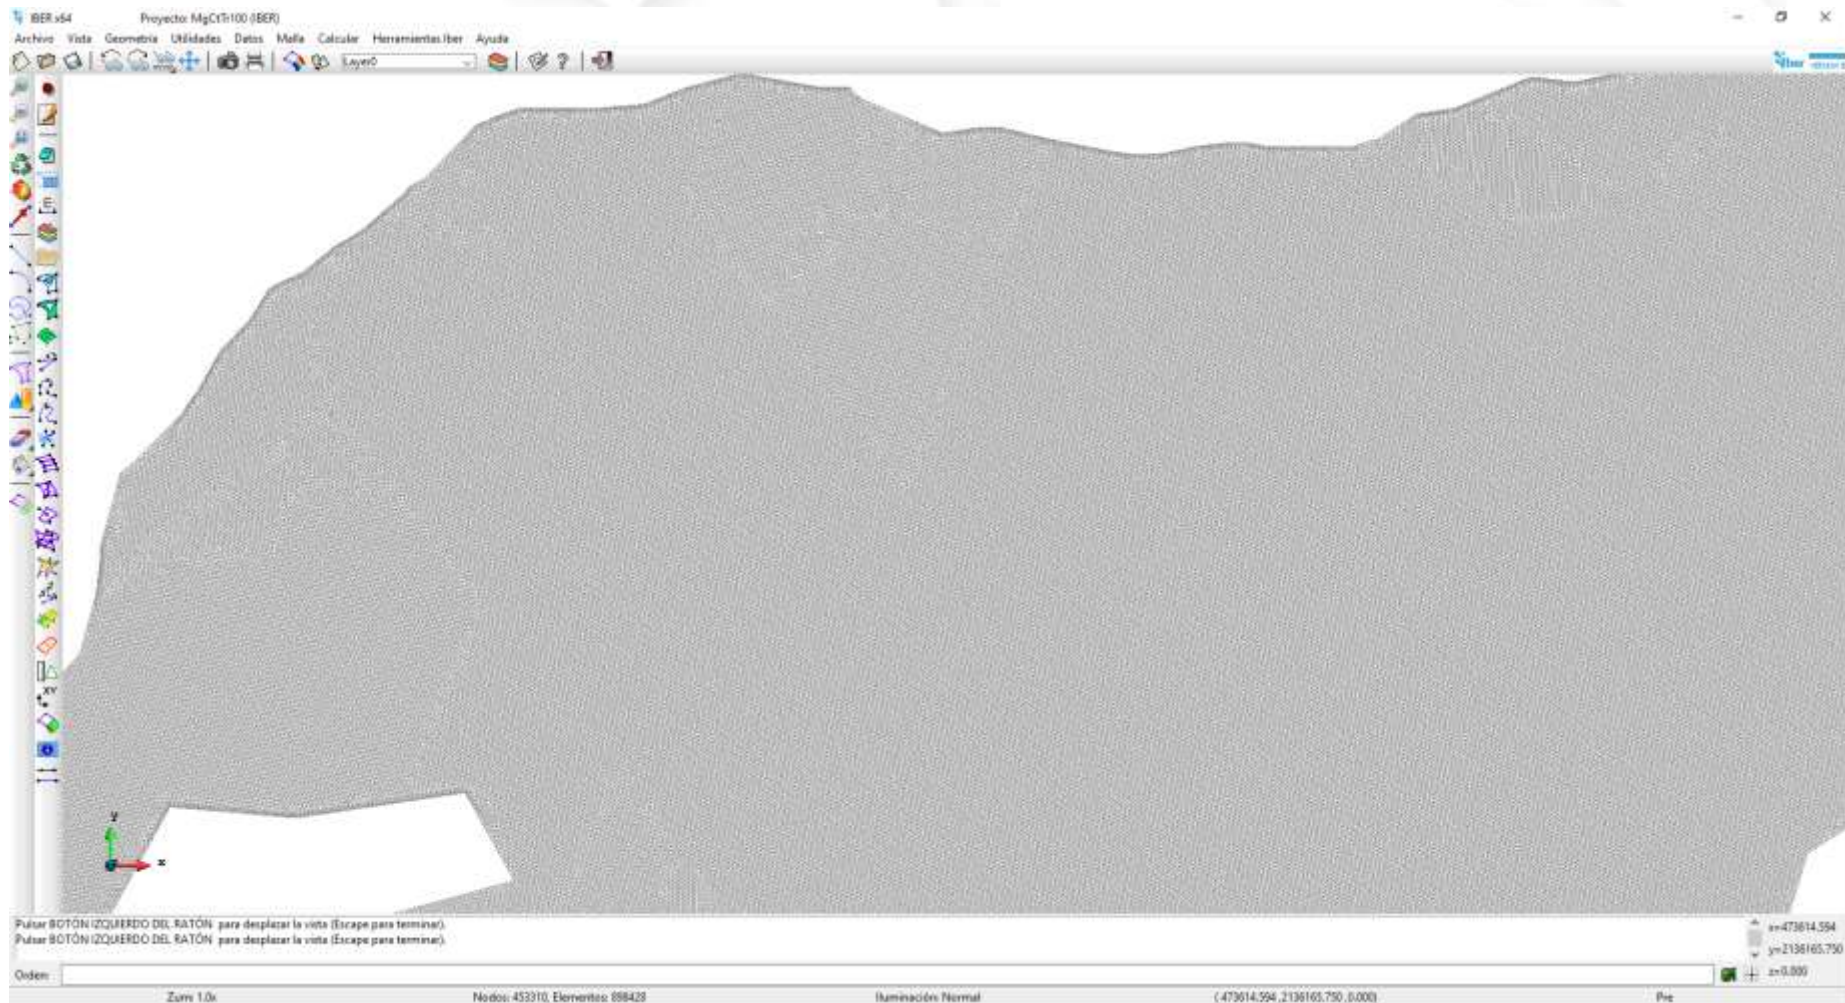 IBER x64 Proyecto: MgCtTr100 (IBER)
Archivo Vista Geometría Utilidades Datos Malla Calcular Herramientas Iber Ayuda
Layer0
Iber
E
XY
y
x
Pulsar BOTÓN IZQUIERDO DEL RATÓN para desplazar la vista (Escape para terminar).
Pulsar BOTÓN IZQUIERDO DEL RATÓN para desplazar la vista (Escape para terminar).
x=473614.594
y=2136165.750
z=0.000
Orden:
Zum: 1.0x Nodos: 453310, Elementos: 898428 Iluminación: Normal ( 473614.594 ,2136165.750 ,0.000) Pre